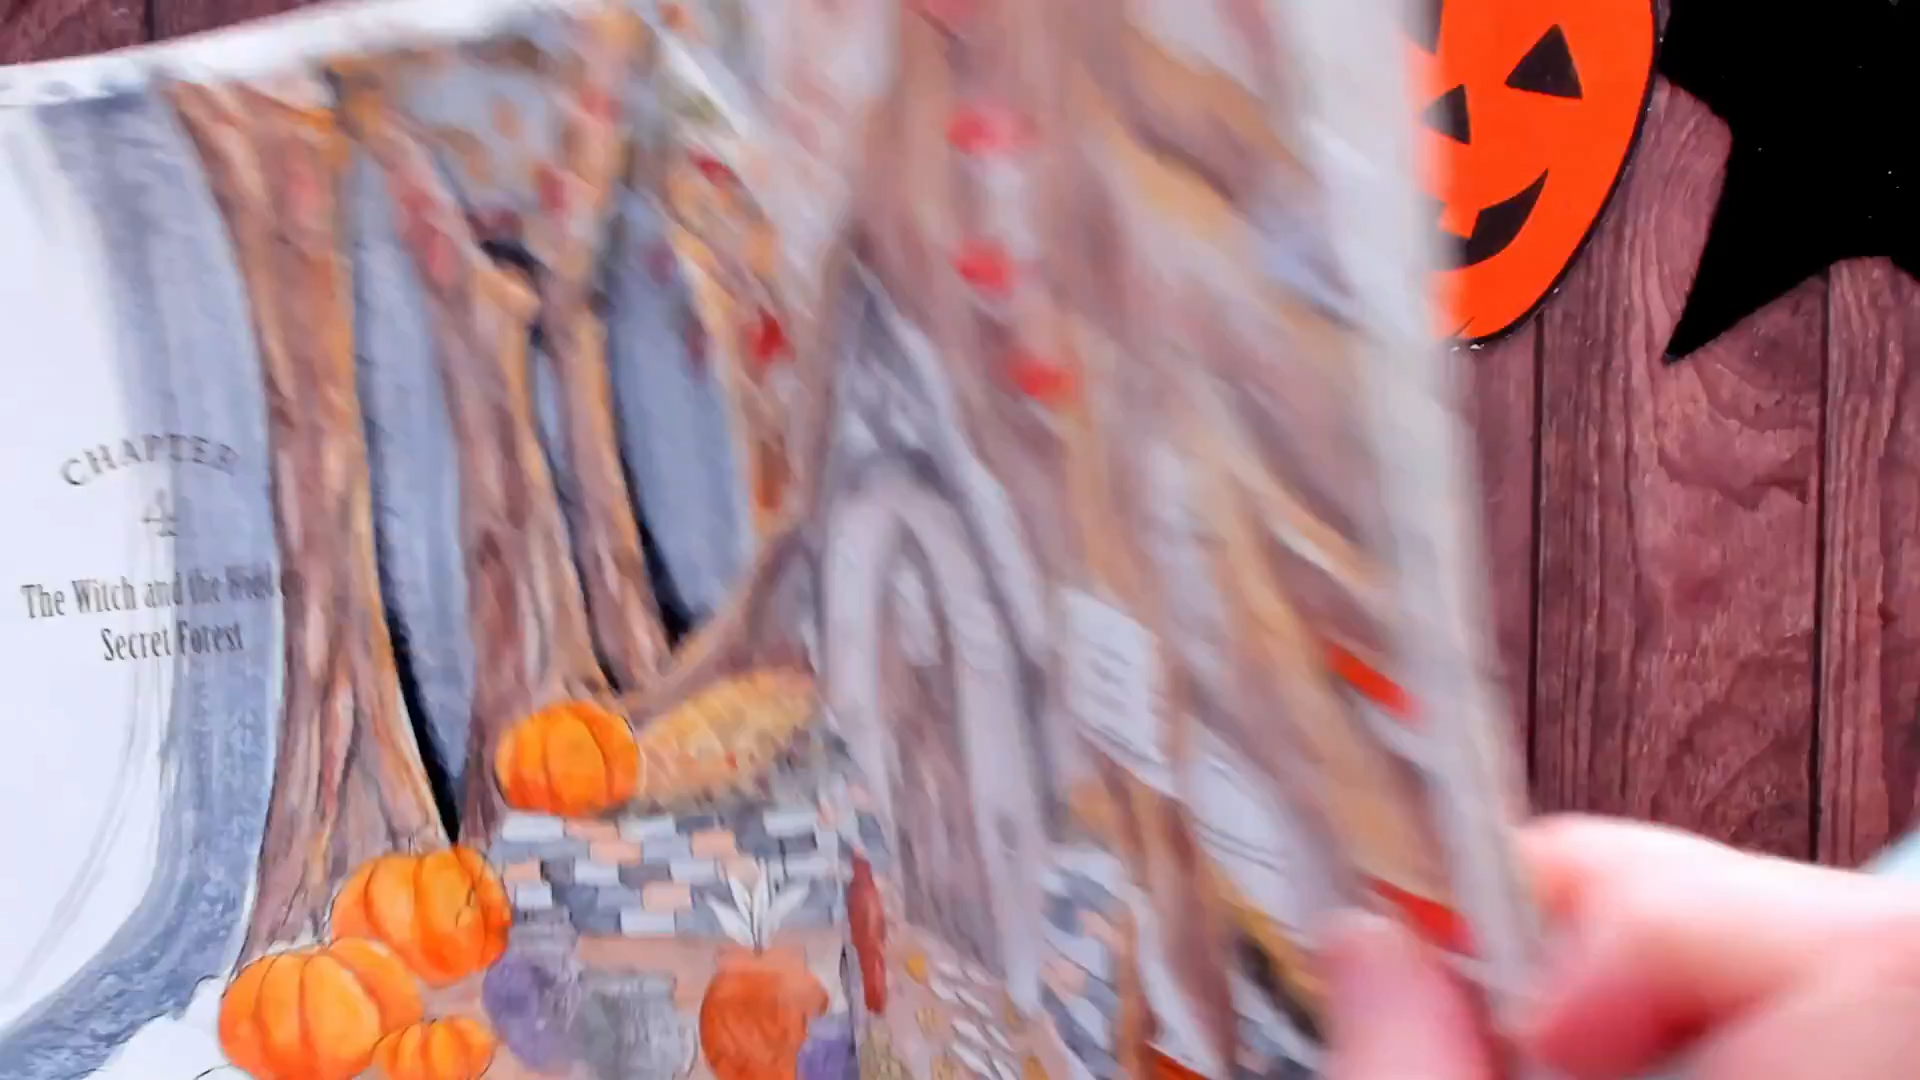 CHAPTER
4
The Witch and the
Secret Forest